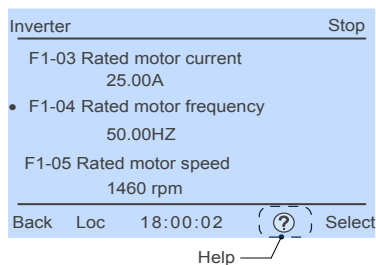 Inverter Stop
F1-03 Rated motor current
25.00A
• F1-04 Rated motor frequency
50.00HZ
F1-05 Rated motor speed
1460 rpm
Back Loc 18:00:02 ? Select
Help